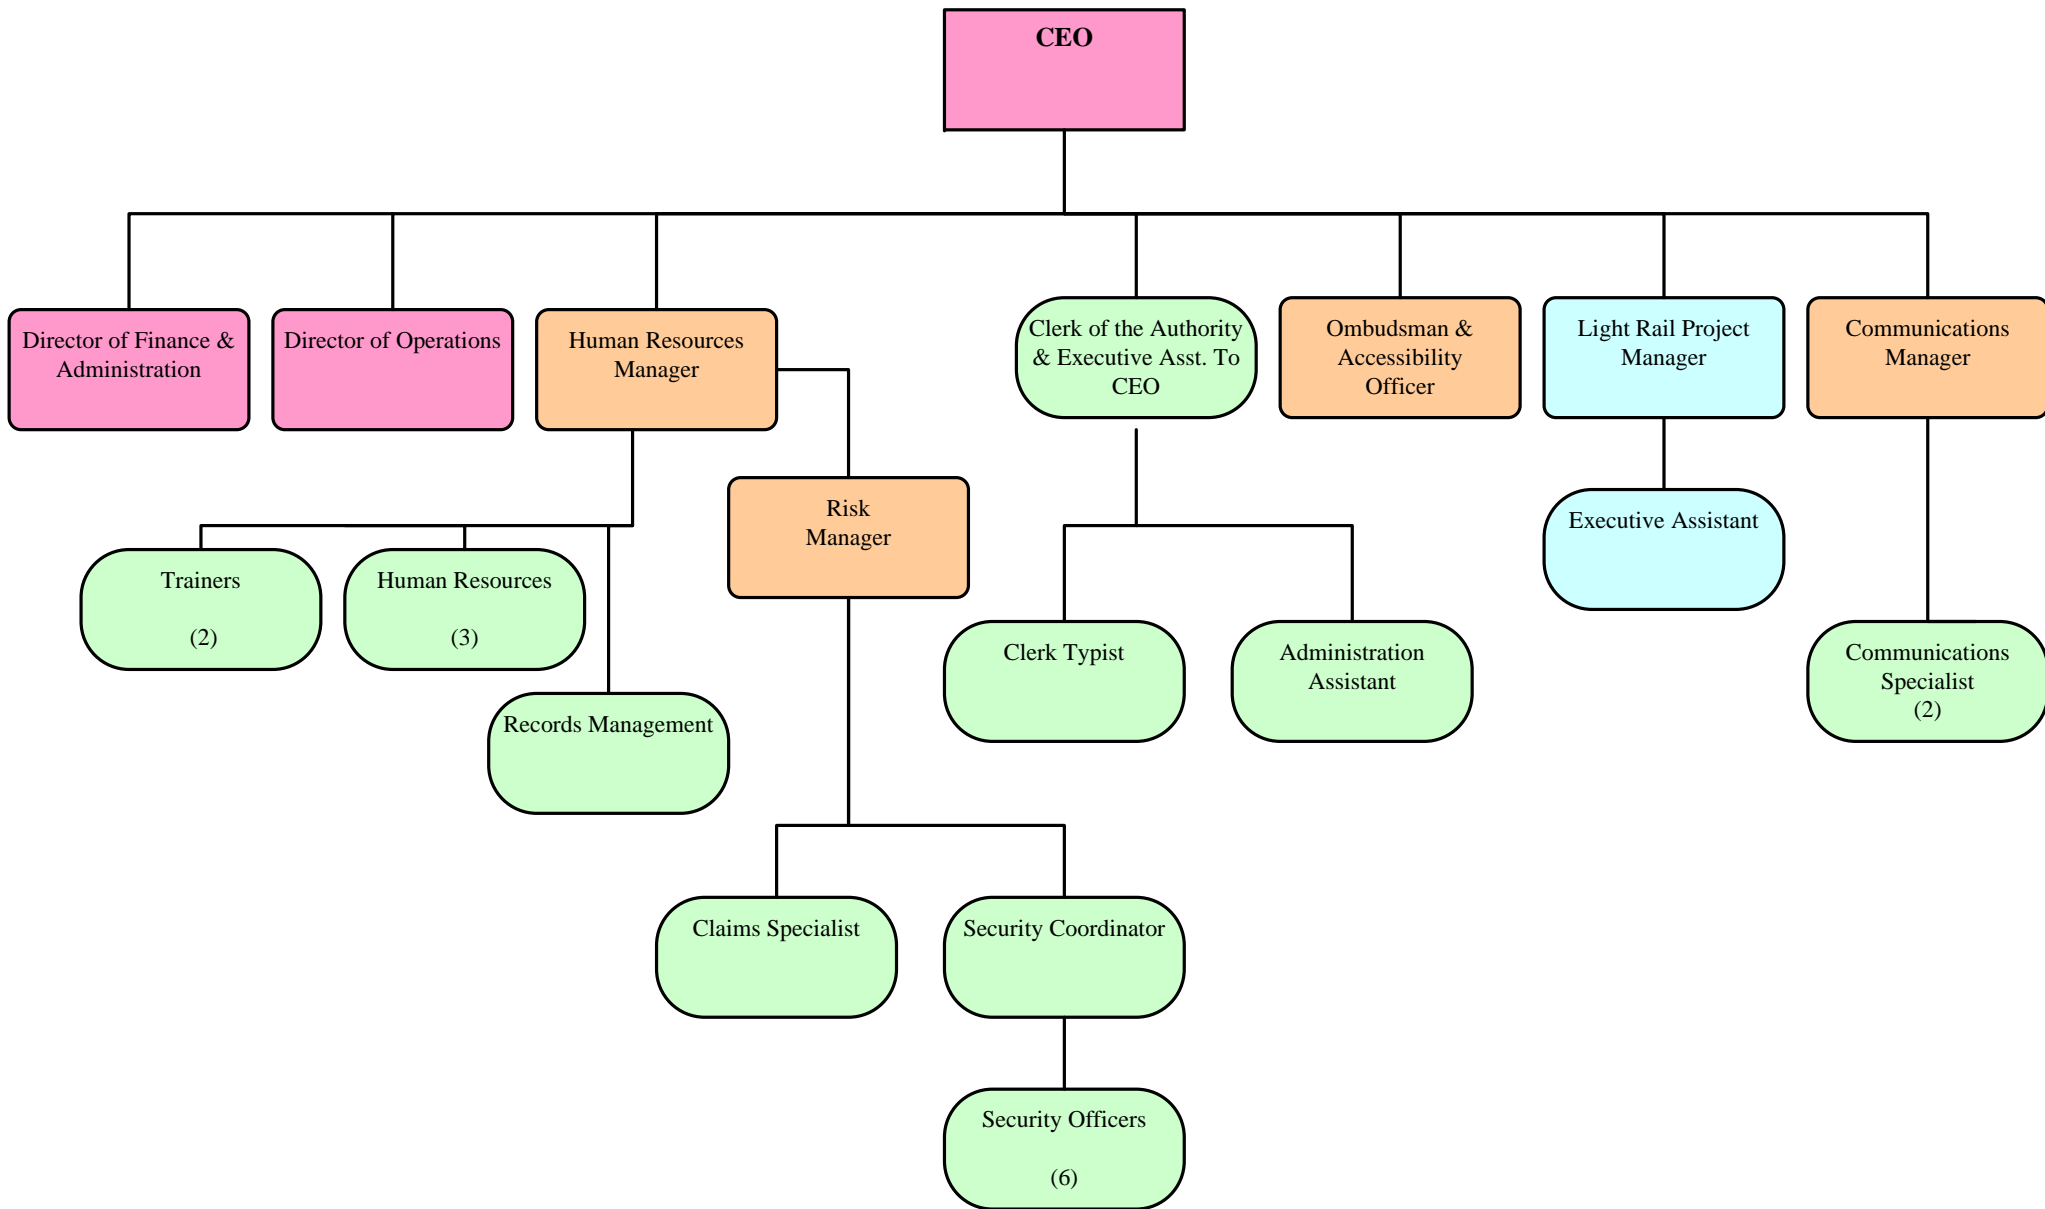 CEO
Director of Finance &
Administration
Director of Operations
Human Resources
Manager
Clerk of the Authority
& Executive Asst. To
CEO
Ombudsman &
Accessibility
Officer
Light Rail Project
Manager
Communications
Manager
Risk
Manager
Executive Assistant
Trainers
(2)
Human Resources
(3)
Records Management
Clerk Typist
Administration
Assistant
Communications
Specialist
(2)
Claims Specialist
Security Coordinator
Security Officers
(6)